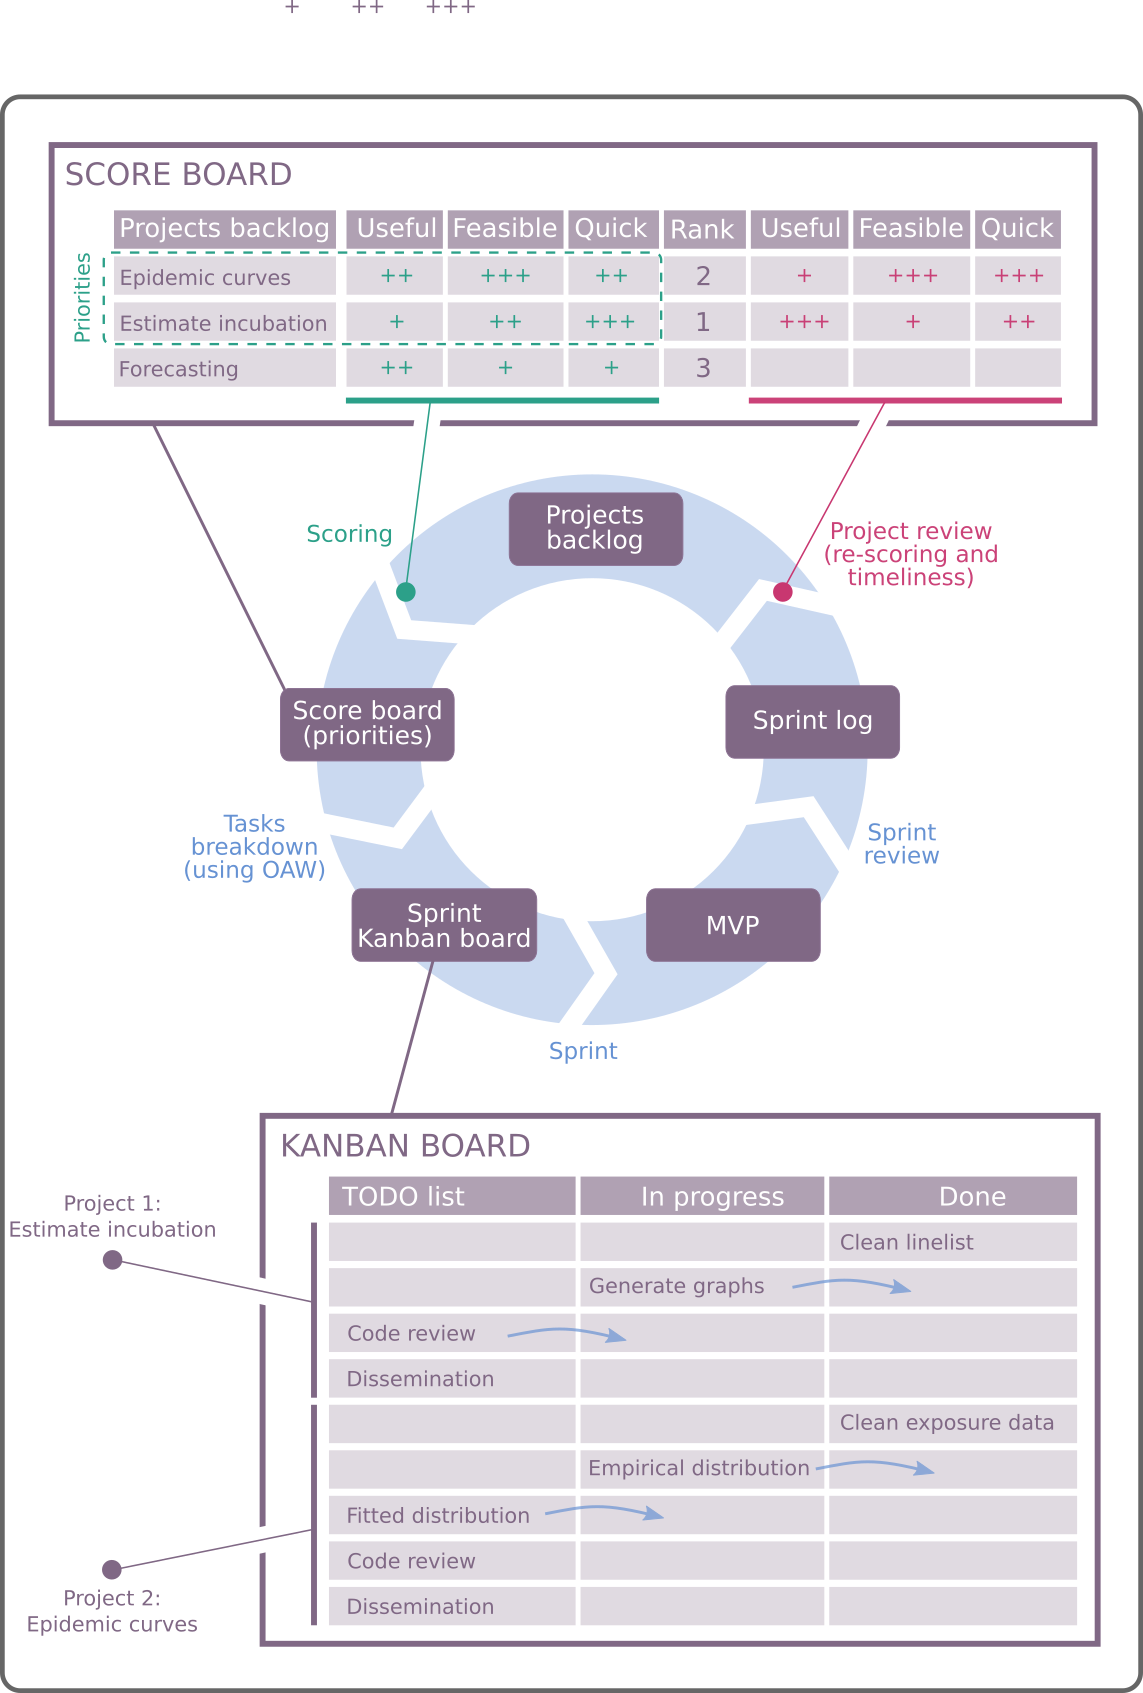 + ++ +++
SCORE BOARD
Projects backlog Useful Feasible Quick Rank Useful Feasible Quick
Priorities
Epidemic curves ++ +++ ++ 2 + +++ +++
Estimate incubation + ++ +++ 1 +++ + ++
Forecasting ++ + + 3
Projects
backlog
Scoring
Project review
(re-scoring and
timeliness)
Score board
(priorities)
Sprint log
Tasks
breakdown
(using OAW)
Sprint
review
Sprint
Kanban board
MVP
Sprint
KANBAN BOARD
TODO list In progress Done
Project 1:
Estimate incubation
Clean linelist
Generate graphs
Code review
Dissemination
Clean exposure data
Empirical distribution
Fitted distribution
Code review
Dissemination
Project 2:
Epidemic curves